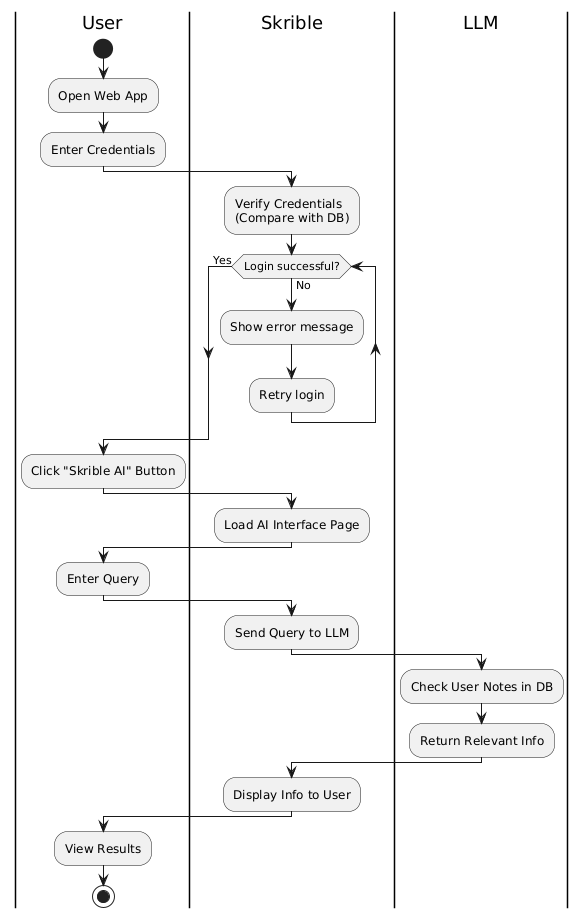 User
Skrible
LLM
Open Web App
Enter Credentials
Verify Credentials
(Compare with DB)
Yes
Login successful?
No
Show error message
Retry login
Click "Skrible AI" Button
Load AI Interface Page
Enter Query
Send Query to LLM
Check User Notes in DB
Return Relevant Info
Display Info to User
View Results